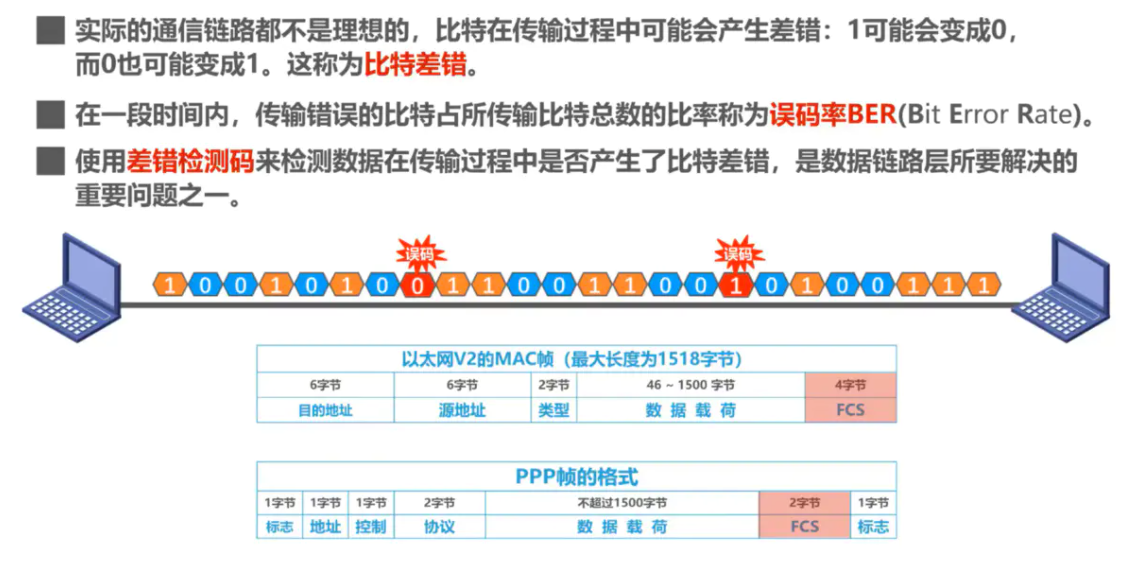 实际的通信链路都不是理想的，比特在传输过程中可能会产生差错：1可能会变成0，
而0也可能变成1。这称为比特差错。
在一段时间内，传输错误的比特占所传输比特总数的比率称为误码率BER(Bit Error Rate)。
使用差错检测码来检测数据在传输过程中是否产生了比特差错，是数据链路层所要解决的
重要问题之一。
误码 误码
1 0 0 1 0 1 0 0 1 1 0 0 1 1 0 0 1 0 1 0 0 1 1 1
以太网V2的MAC帧（最大长度为1518字节）
6字节 6字节 2字节 46 ~ 1500 字节 4字节
目的地址 源地址 类型 数 据 载 荷 FCS
PPP帧的格式
1字节 1字节 1字节 2字节 不超过1500字节 2字节 1字节
标志 地址 控制 协议 数 据 载 荷 FCS 标志